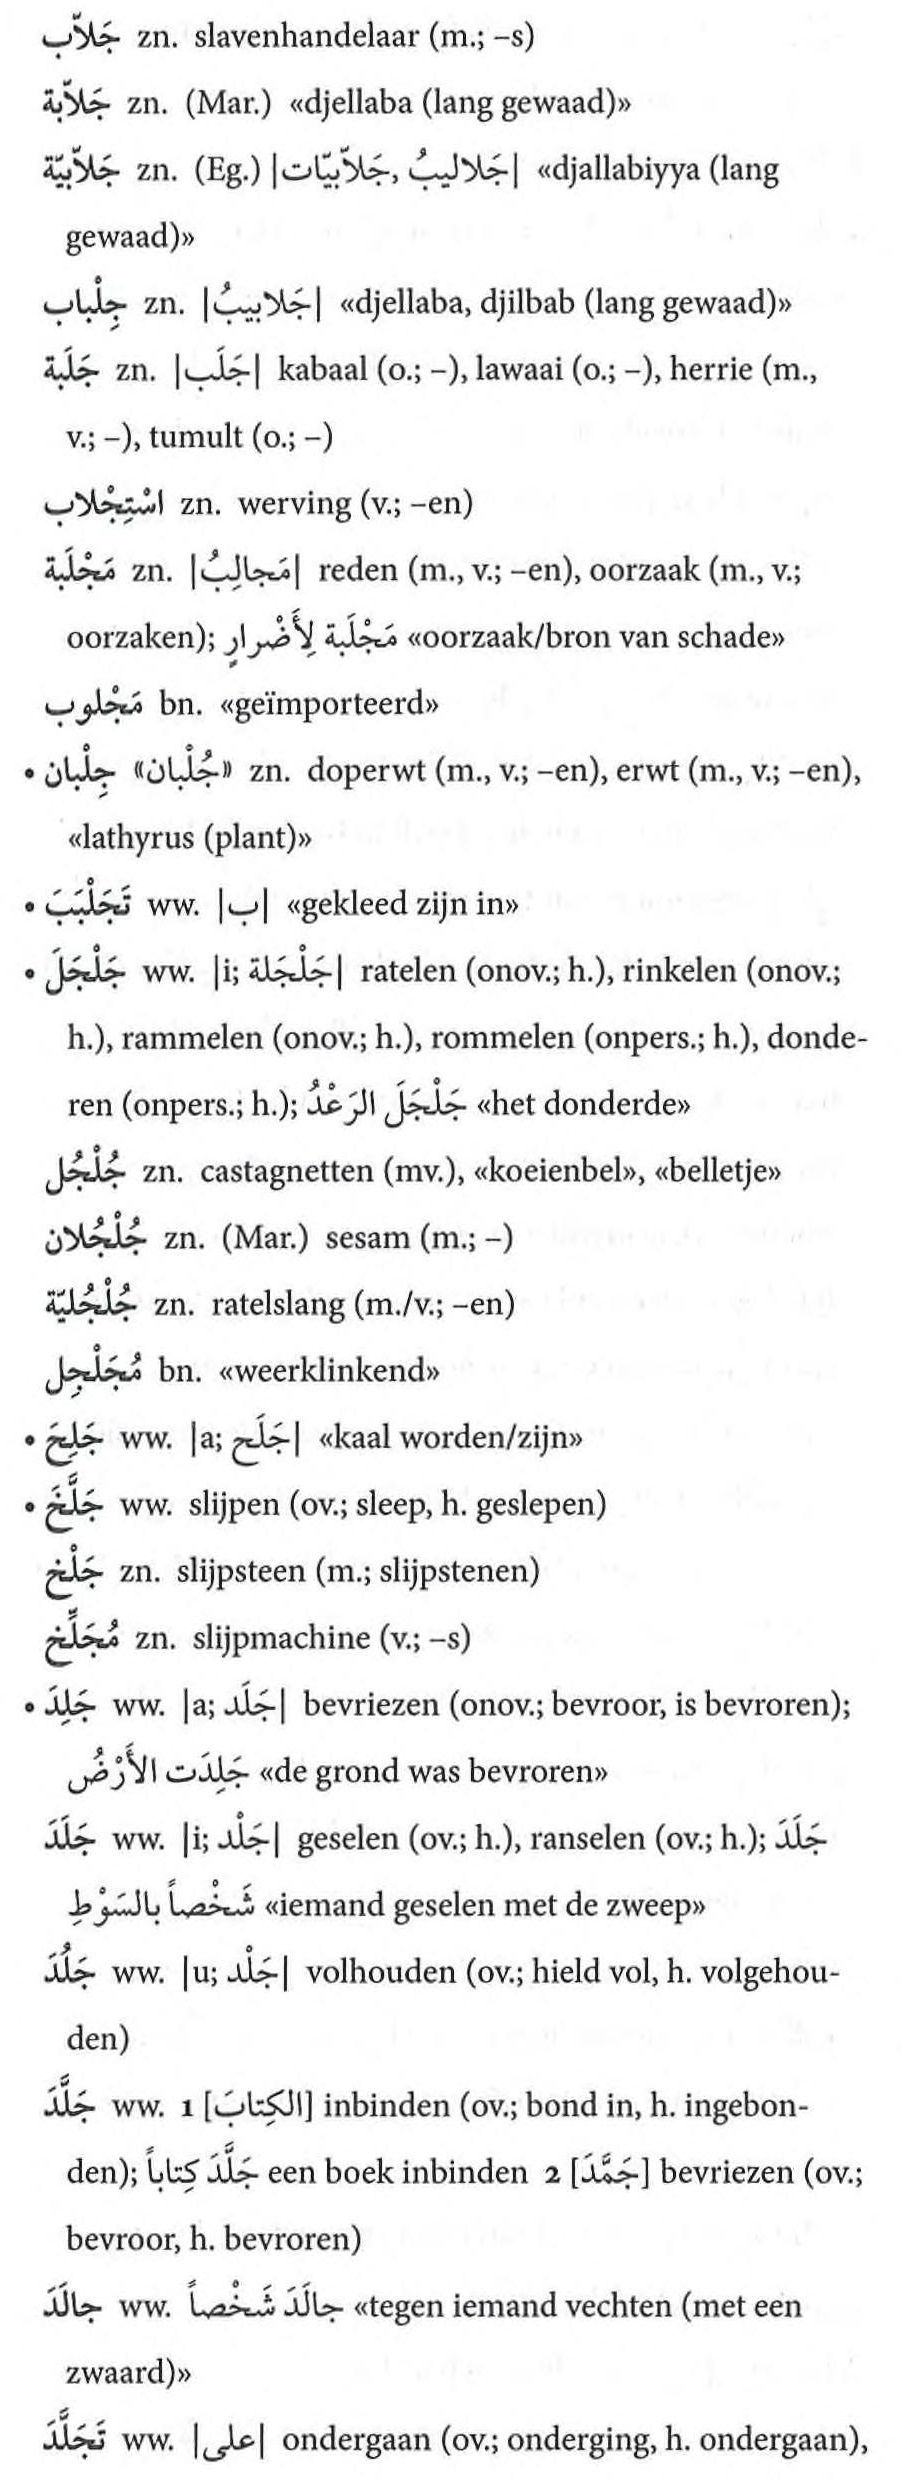 جَلاّب zn. slavenhandelaar (m.; –s)
جَلاّبة zn. (Mar.) «djellaba (lang gewaad)»
جَلاّبيّة zn. (Eg.) |جَلاليبُ, جَلاّبيّات| «djallabiyya (lang
gewaad)»
جِلْباب zn. |جَلابيبُ| «djellaba, djilbab (lang gewaad)»
جَلَبة zn. |جَلَب| kabaal (o.; –), lawaai (o.; –), herrie (m.,
v.; –), tumult (o.; –)
اسْتِجْلاب zn. werving (v.; –en)
مَجْلَبة zn. |مَجالِبُ| reden (m., v.; –en), oorzaak (m., v.;
oorzaken); مَجْلَبة لِأَضْرارٍ «oorzaak/bron van schade»
مَجْلوب bn. «geïmporteerd»
• جِلْبان «جُلْبان» zn. doperwt (m., v.; –en), erwt (m., v.; –en),
«lathyrus (plant)»
• تَجَلْبَبَ ww. |ب| «gekleed zijn in»
• جَلْجَلَ ww. |i; جَلْجَلة| ratelen (onov.; h.), rinkelen (onov.;
h.), rammelen (onov.; h.), rommelen (onpers.; h.), donde-
ren (onpers.; h.); جَلْجَلَ الرَعْدُ «het donderde»
جُلْجُل zn. castagnetten (mv.), «koeienbel», «belletje»
جُلْجُلان zn. (Mar.) sesam (m.; –)
جُلْجُليّة zn. ratelslang (m./v.; –en)
مُجَلْجِل bn. «weerklinkend»
• جَلِحَ ww. |a; جَلَح| «kaal worden/zijn»
• جَلَّخَ ww. slijpen (ov.; sleep, h. geslepen)
جَلْخ zn. slijpsteen (m.; slijpstenen)
مُجَلِّخ zn. slijpmachine (v.; –s)
• جَلِدَ ww. |a; جَلَد| bevriezen (onov.; bevroor, is bevroren);
جَلِدَت الأَرْضُ «de grond was bevroren»
جَلَدَ ww. |i; جَلْد| geselen (ov.; h.), ranselen (ov.; h.); جَلَدَ
شَخْصاً بالسَوْطِ «iemand geselen met de zweep»
جَلُدَ ww. |u; جَلْد| volhouden (ov.; hield vol, h. volgehou-
den)
جَلَّدَ ww. 1 [الكِتابَ] inbinden (ov.; bond in, h. ingebon-
den); جَلَّدَ كِتاباً een boek inbinden 2 [جَمَّدَ] bevriezen (ov.;
bevroor, h. bevroren)
جالَدَ ww. جالَدَ شَخْصاً «tegen iemand vechten (met een
zwaard)»
تَجَلَّدَ ww. |على| ondergaan (ov.; onderging, h. ondergaan),